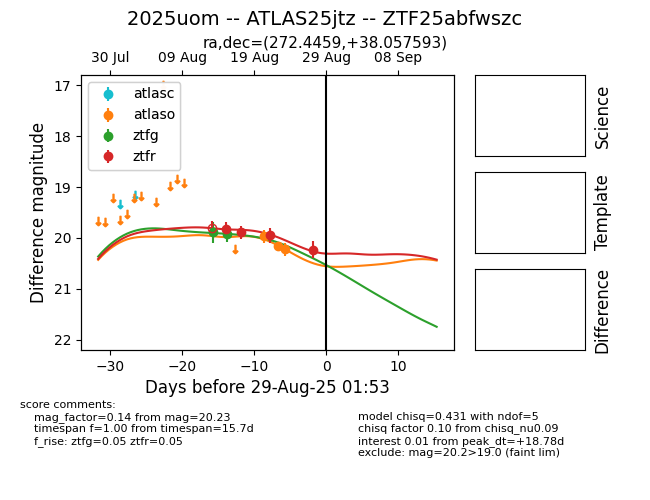 2025uom -- ATLAS25jtz -- ZTF25abfwszc
ra,dec=(272.4459,+38.057593)
30 Jul 09 Aug 19 Aug 29 Aug 08 Sep
17
18
19
20
21
22
Difference magnitude
atlasc
atlaso
ztfg
ztfr
−30 −20 −10 0 10
Days before 29-Aug-25 01:53
Science
Template
Difference
score comments:
mag_factor=0.14 from mag=20.23
timespan f=1.00 from timespan=15.7d
f_rise: ztfg=0.05 ztfr=0.05
model chisq=0.431 with ndof=5
chisq factor 0.10 from chisq_nu0.09
interest 0.01 from peak_dt=+18.78d
exclude: mag=20.2>19.0 (faint lim)